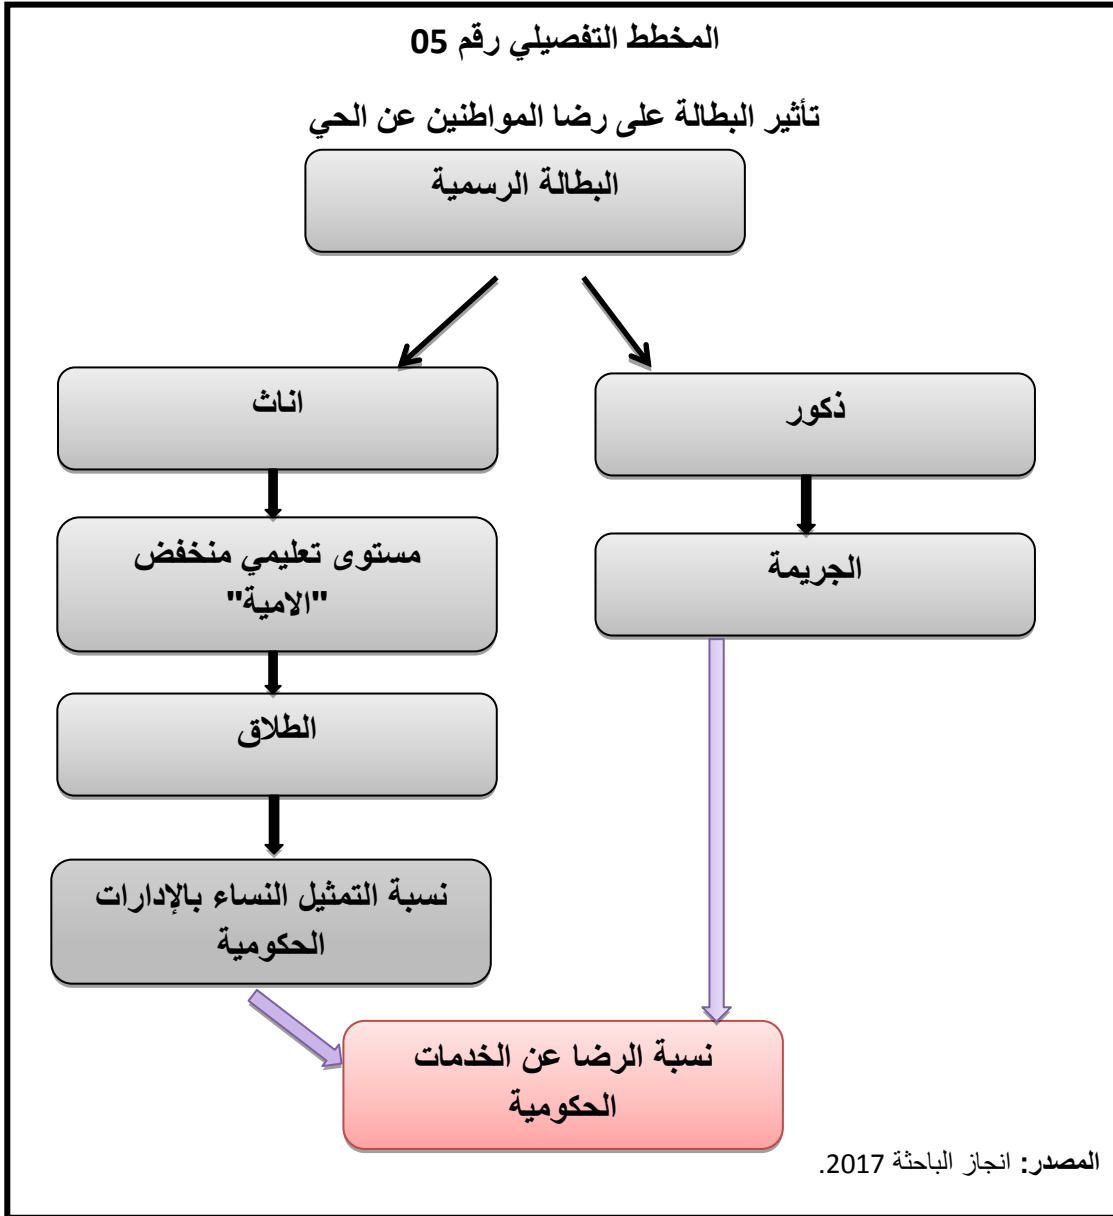 المخطط التفصيلي رقم 05
تأثير البطالة على رضا المواطنين عن الحي
البطالة الرسمية
ذكور
الجريمة
اناث
مستوى تعليمي منخفض
"الامية"
الطلاق
نسبة التمثيل النساء بالإدارات
الحكومية
نسبة الرضا عن الخدمات
الحكومية
المصدر: انجاز الباحثة 2017.